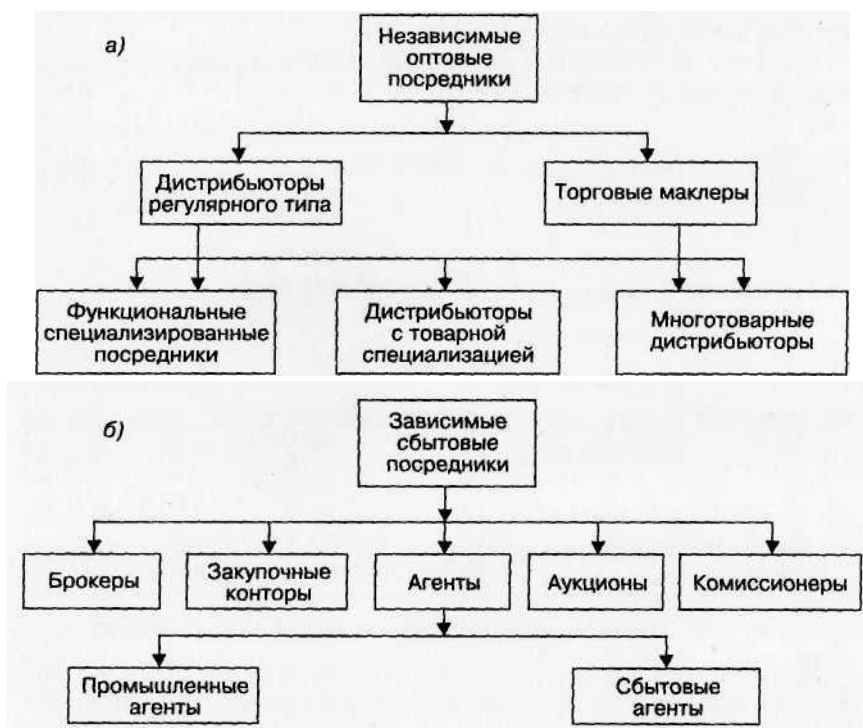 а)
Независимые
оптовые
посредники
Дистрибьюторы
регулярного типа
Торговые маклеры
Функциональные
специализированные
посредники
Дистрибьюторы
с товарной
специализацией
Многотоварные
дистрибьюторы
б)
Зависимые
сбытовые
посредники
Брокеры
Закупочные
конторы
Агенты
Аукционы
Комиссионеры
Промышленные
агенты
Сбытовые
агенты